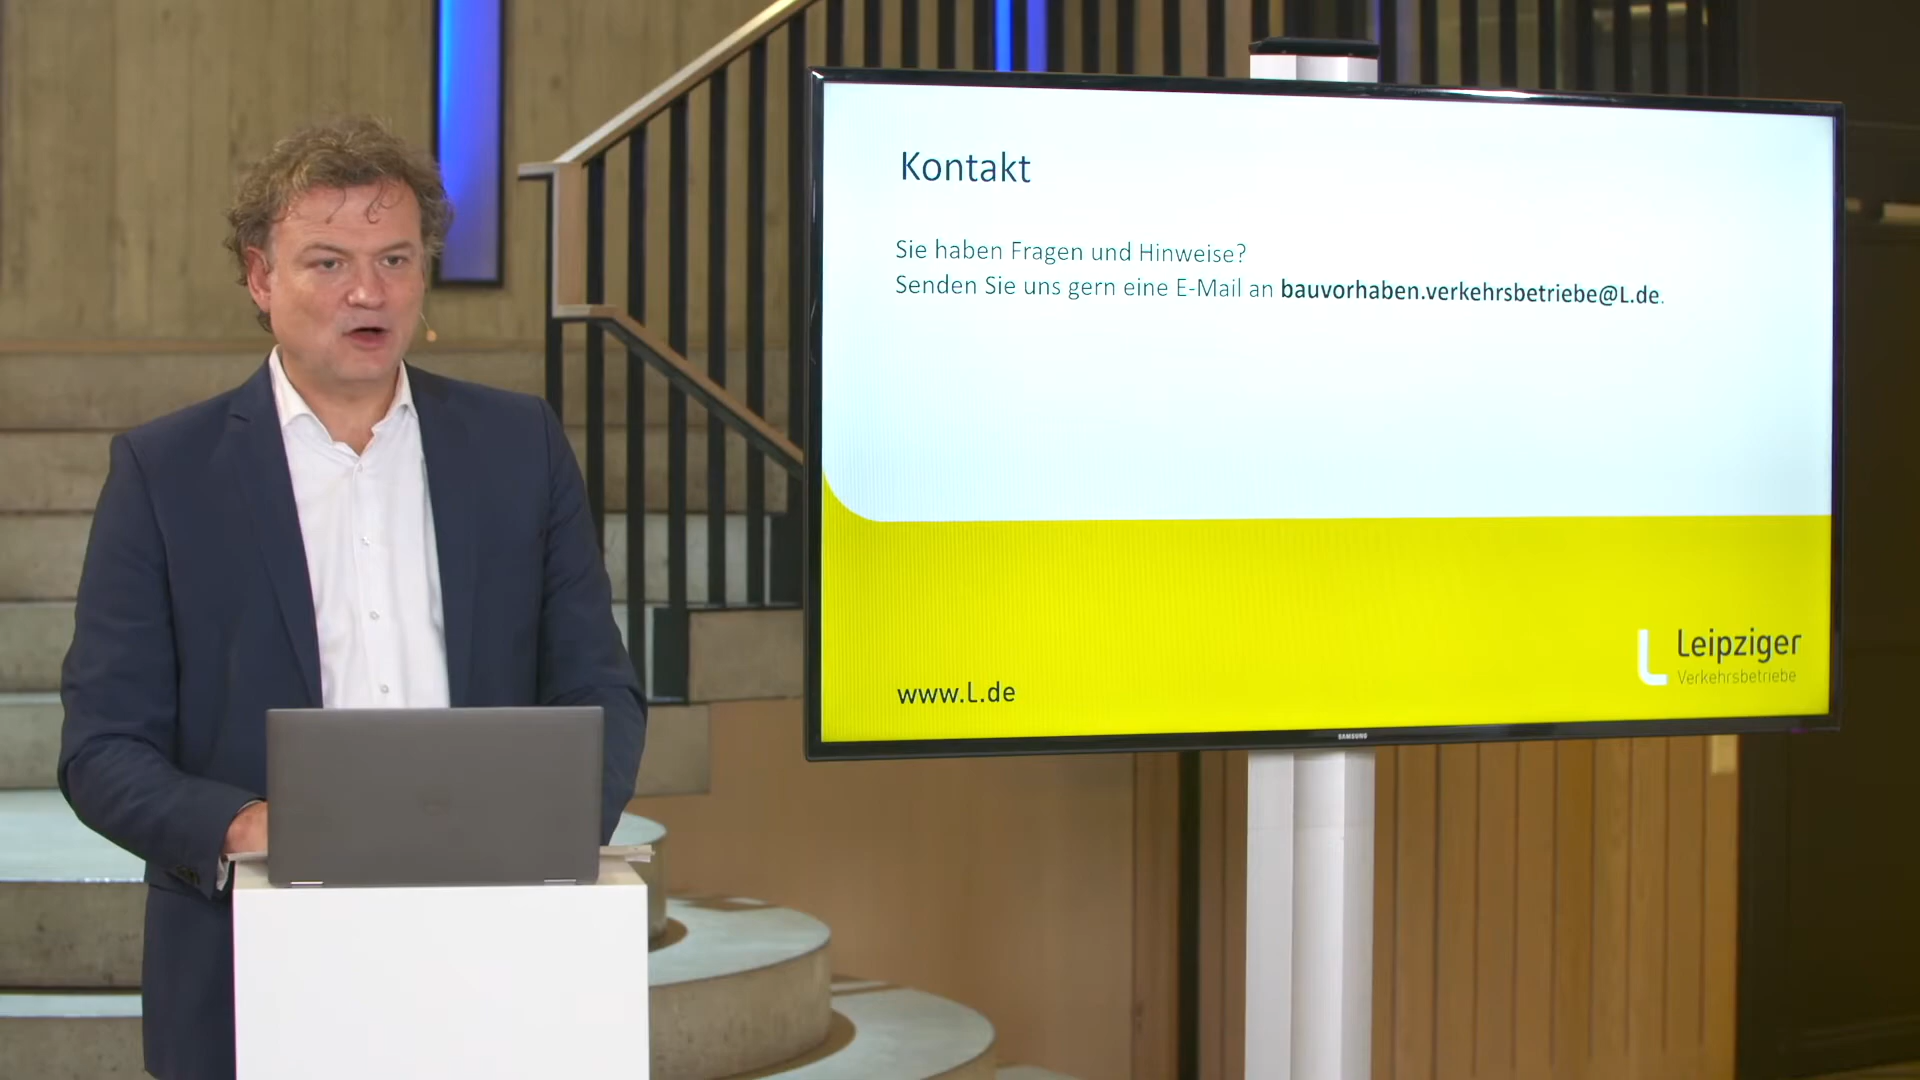 Kontakt
Sie haben Fragen und Hinweise?
Senden Sie uns gern eine E-Mail an bauvorhaben.verkehrsbetriebe@L.de.
www.L.de
L Leipziger
Verkehrsbetriebe
SAMSUNG